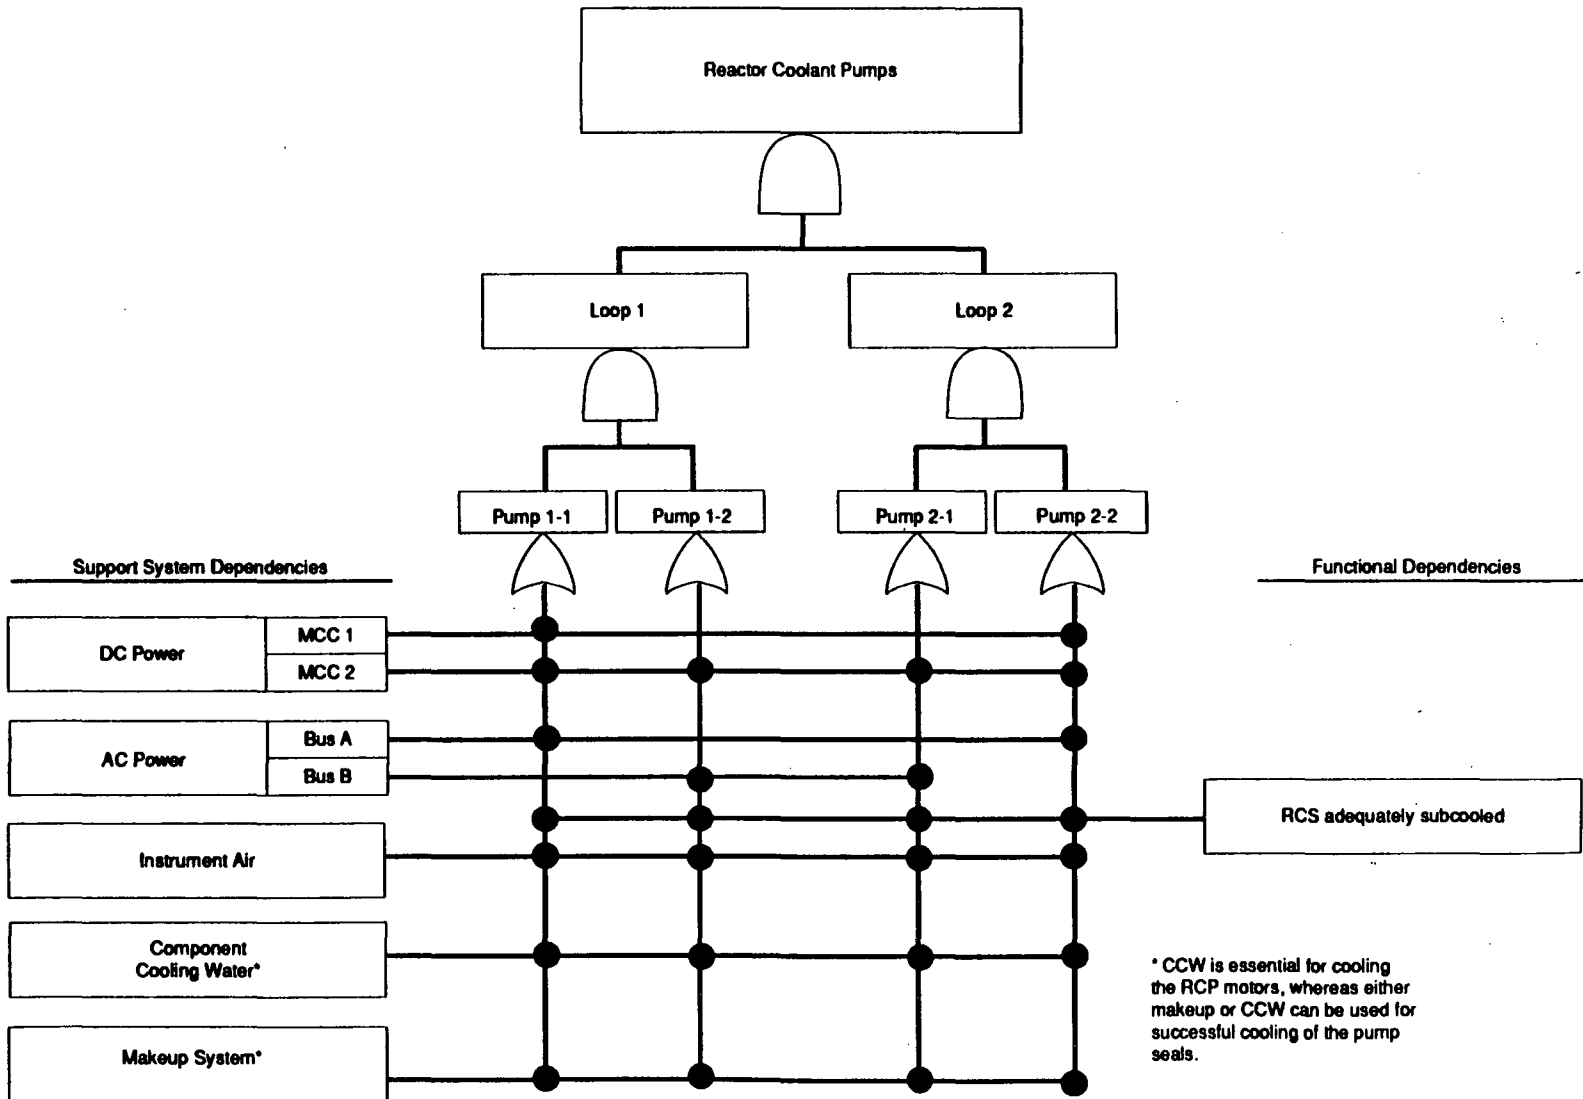 Reactor Coolant Pumps
Loop 1
Loop 2
Pump 1-1
Pump 1-2
Pump 2-1
Pump 2-2
Support System Dependencies
Functional Dependencies
DC Power
MCC 1
MCC 2
AC Power
Bus A
Bus B
RCS adequately subcooled
Instrument Air
Component
Cooling Water*
* CCW is essential for cooling
the RCP motors, whereas either
makeup or CCW can be used for
successful cooling of the pump
seals.
Makeup System*